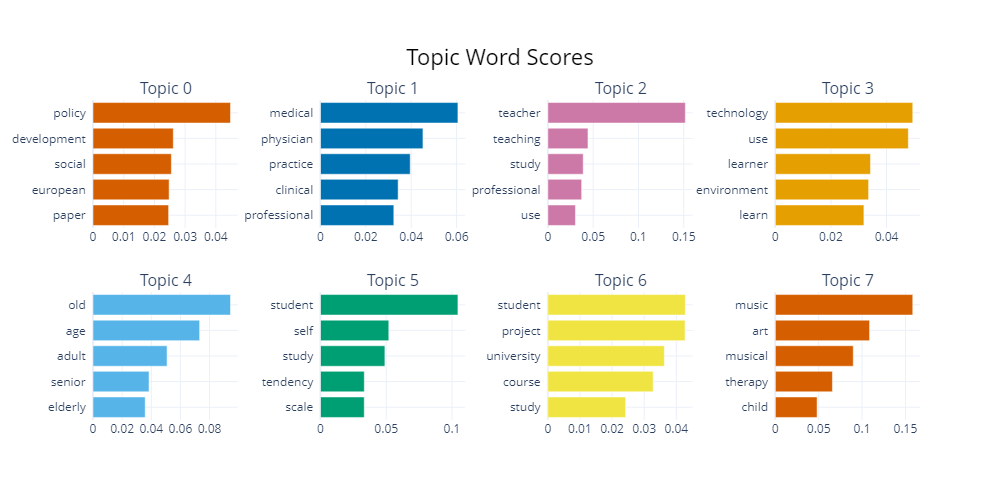 Topic Word Scores
Topic 0
policy
development
social
european
paper
0 0.01 0.02 0.03 0.04
Topic 1
medical
physician
practice
clinical
professional
0 0.02 0.04 0.06
Topic 2
teacher
teaching
study
professional
use
0 0.05 0.1 0.15
Topic 3
technology
use
learner
environment
learn
0 0.02 0.04
Topic 4
old
age
adult
senior
elderly
0 0.02 0.04 0.06 0.08
Topic 5
student
self
study
tendency
scale
0 0.05 0.1
Topic 6
student
project
university
course
study
0 0.01 0.02 0.03 0.04
Topic 7
music
art
musical
therapy
child
0 0.05 0.1 0.15